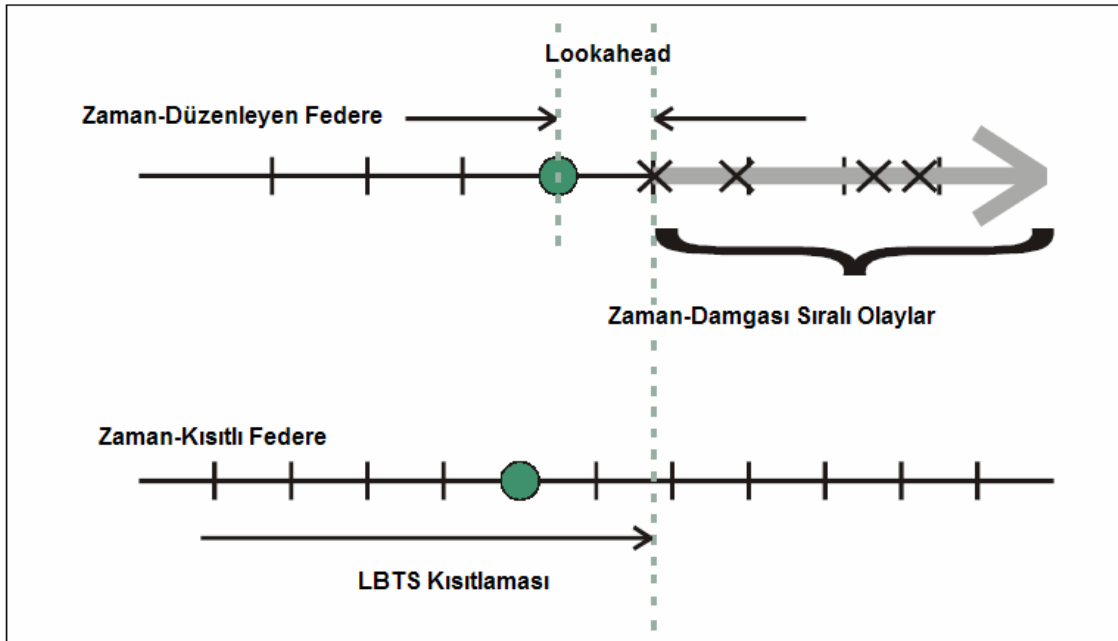 Lookahead
Zaman-Düzenleyen Federe
Zaman-Damgası Sıralı Olaylar
Zaman-Kısıtlı Federe
LBTS Kısıtlaması